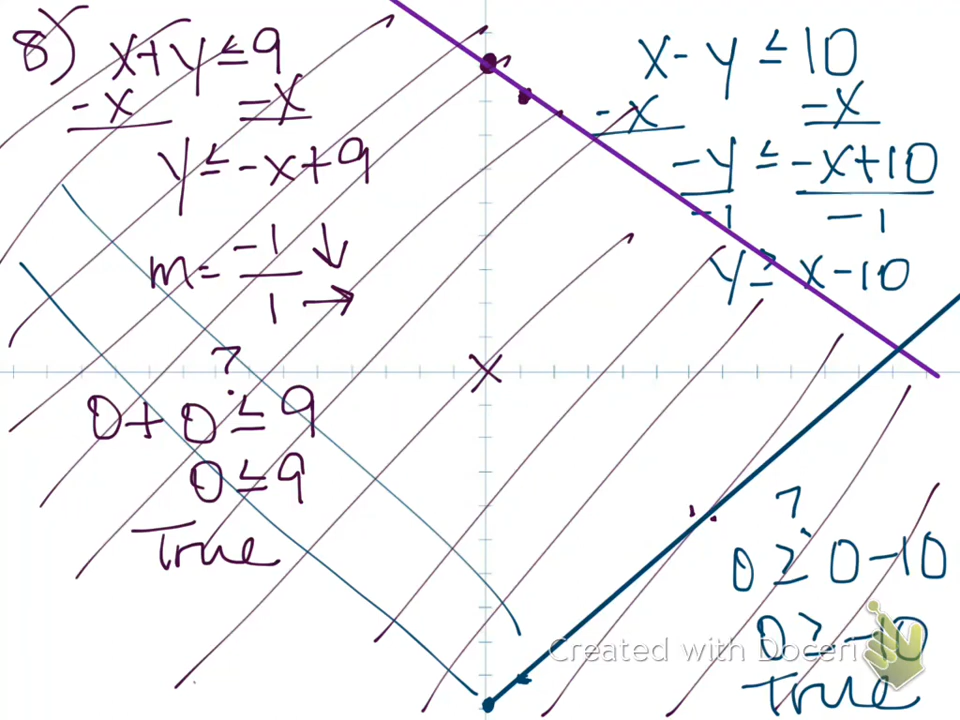 8) x+y≤9
-x -x
y≤-x+9
m= -1 ↓
1 →
?
0+0≤9
0≤9
True
x-y≤10
-x -x
-y≤-x+10
-1 -1
y≥x-10
?
0≥0-10
0≥-10
True
Created with Doceri